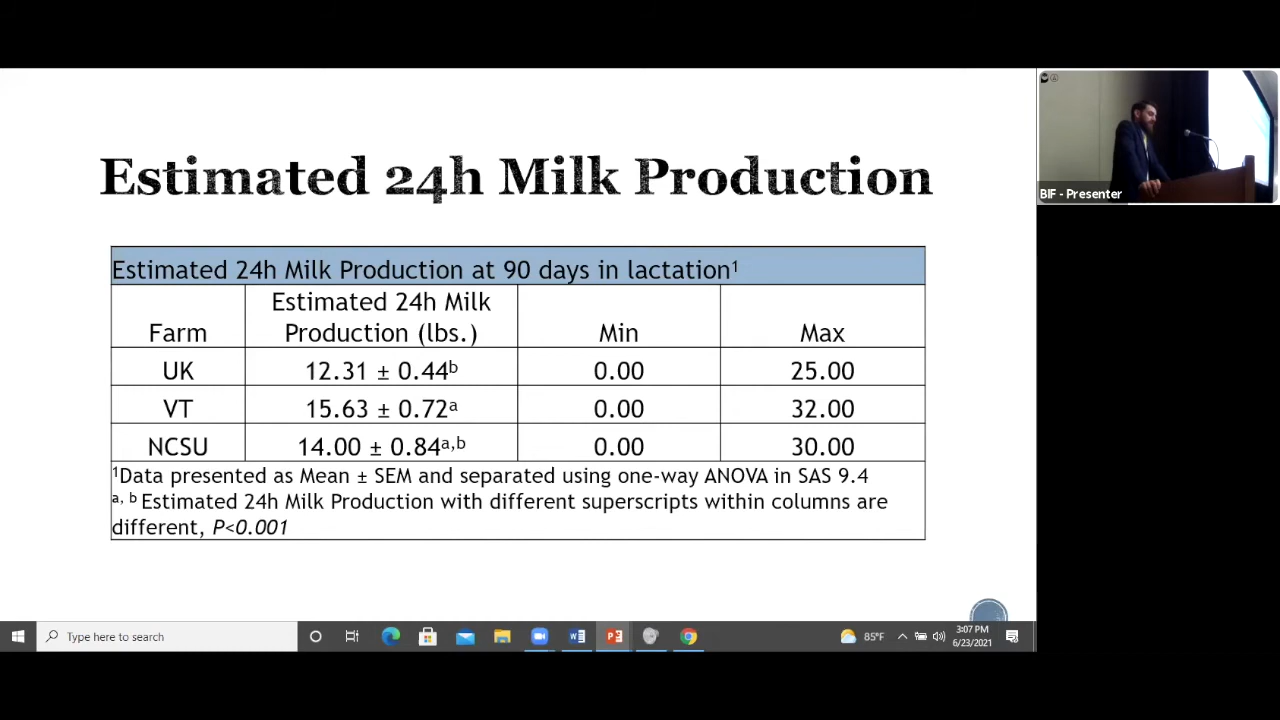 Estimated 24h Milk Production
Estimated 24h Milk Production at 90 days in lactation¹
Farm Estimated 24h Milk Production (lbs.) Min Max
UK 12.31 ± 0.44ᵇ 0.00 25.00
VT 15.63 ± 0.72ᵃ 0.00 32.00
NCSU 14.00 ± 0.84ᵃ,ᵇ 0.00 30.00
¹Data presented as Mean ± SEM and separated using one-way ANOVA in SAS 9.4
ᵃ, ᵇ Estimated 24h Milk Production with different superscripts within columns are
different, P<0.001
BIF - Presenter
Type here to search
85°F
3:07 PM
6/23/2021